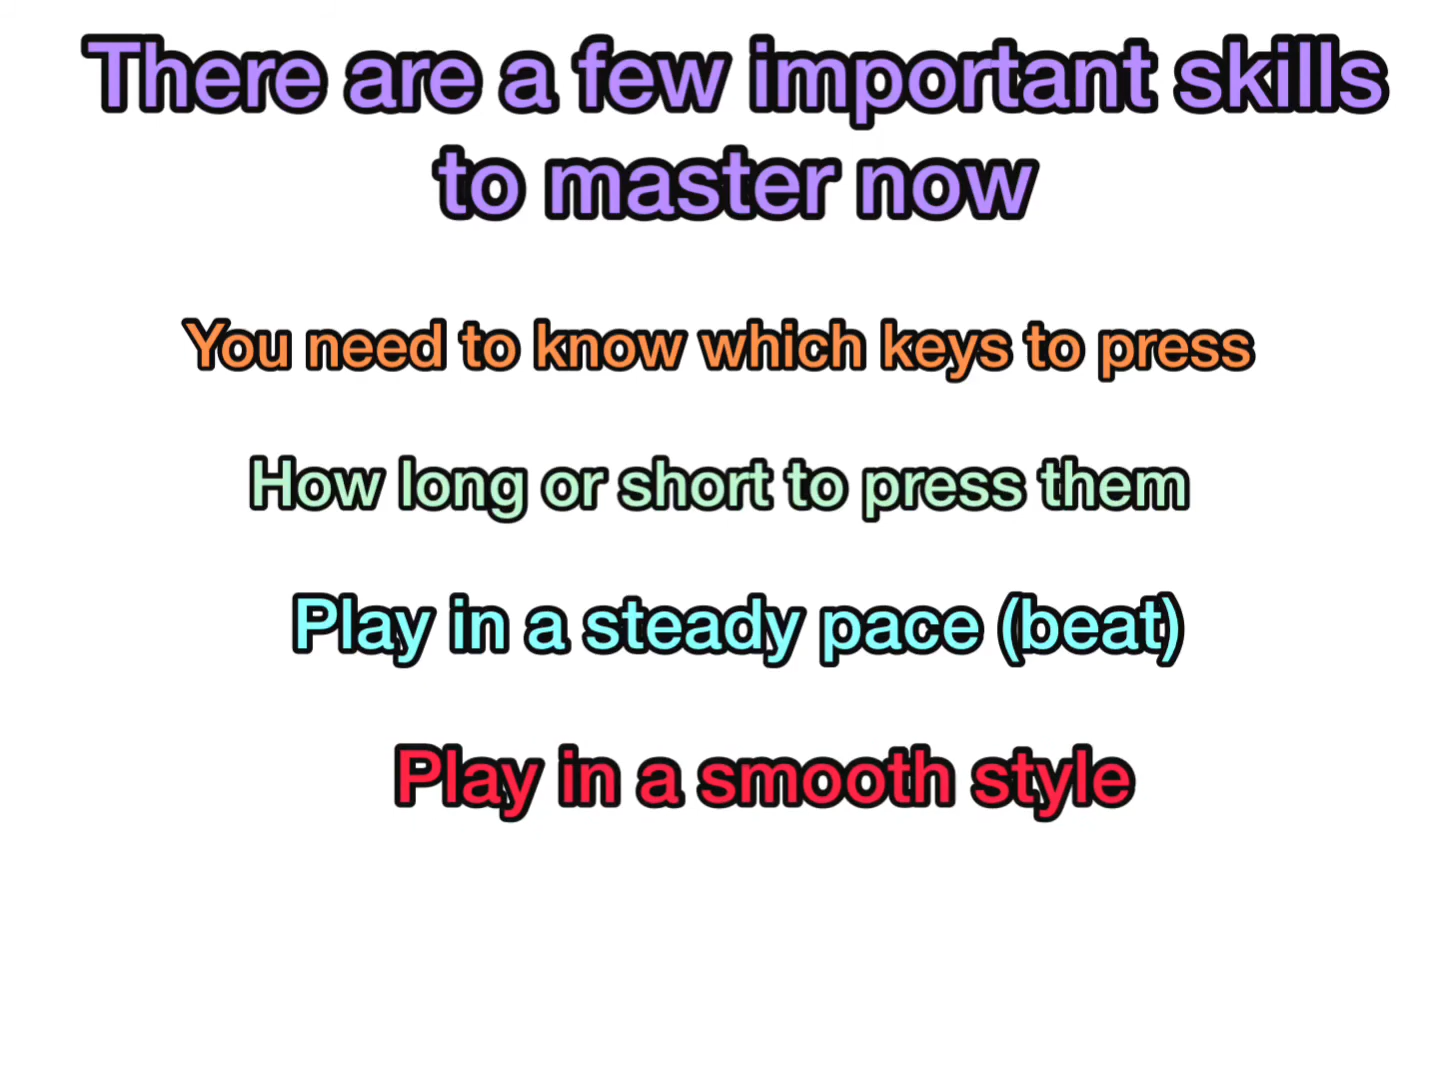 There are a few important skills
to master now
You need to know which keys to press
How long or short to press them
Play in a steady pace (beat)
Play in a smooth style